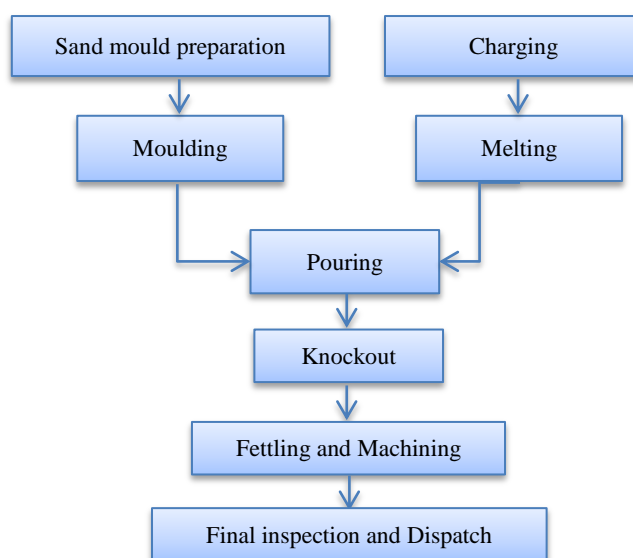 Sand mould preparation
Charging
Moulding
Melting
Pouring
Knockout
Fettling and Machining
Final inspection and Dispatch